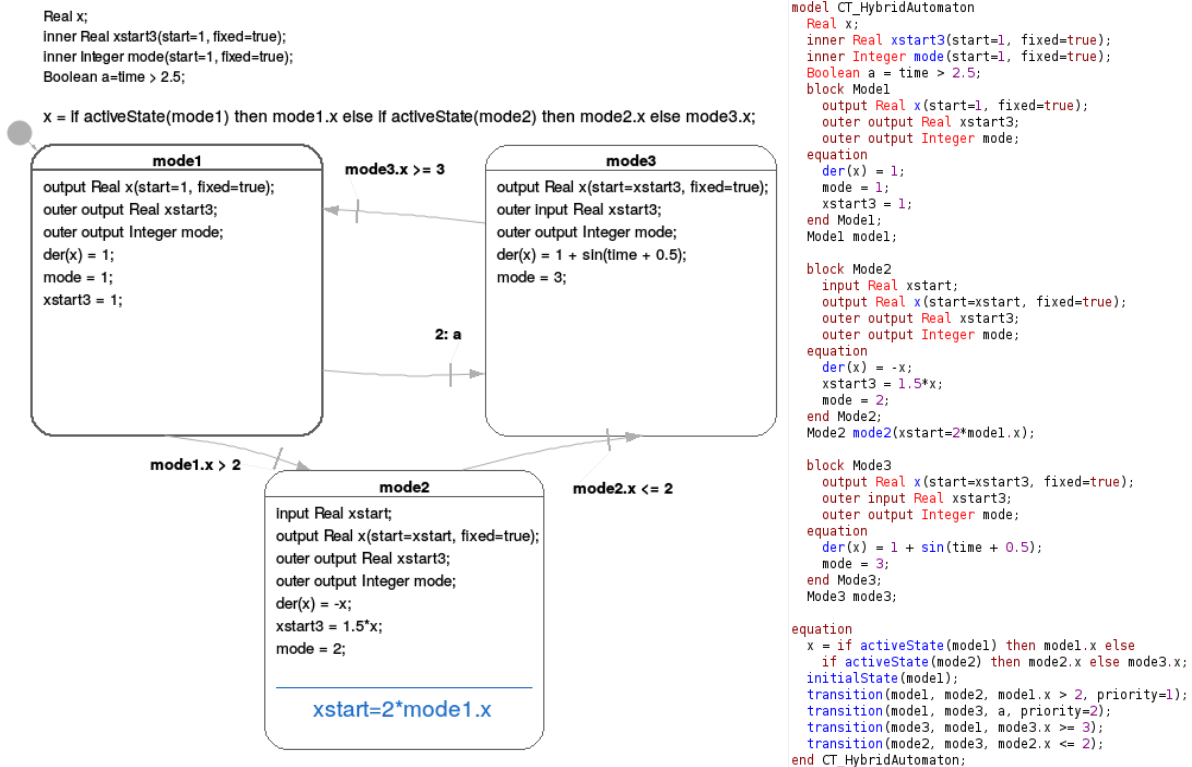 Real x;
inner Real xstart3(start=1, fixed=true);
inner Integer mode(start=1, fixed=true);
Boolean a=time > 2.5;
x = if activeState(mode1) then mode1.x else if activeState(mode2) then mode2.x else mode3.x;
mode1
output Real x(start=1, fixed=true);
outer output Real xstart3;
outer output Integer mode;
der(x) = 1;
mode = 1;
xstart3 = 1;
mode3.x >= 3
mode3
output Real x(start=xstart3, fixed=true);
outer input Real xstart3;
outer output Integer mode;
der(x) = 1 + sin(time + 0.5);
mode = 3;
2: a
mode1.x > 2
mode2.x <= 2
mode2
input Real xstart;
output Real x(start=xstart, fixed=true);
outer output Real xstart3;
outer output Integer mode;
der(x) = -x;
xstart3 = 1.5*x;
mode = 2;
xstart=2*mode1.x
model CT_HybridAutomaton
Real x;
inner Real xstart3(start=1, fixed=true);
inner Integer mode(start=1, fixed=true);
Boolean a = time > 2.5;
block Mode1
output Real x(start=1, fixed=true);
outer output Real xstart3;
outer output Integer mode;
equation
der(x) = 1;
mode = 1;
xstart3 = 1;
end Mode1;
Mode1 mode1;
block Mode2
input Real xstart;
output Real x(start=xstart, fixed=true);
outer output Real xstart3;
outer output Integer mode;
equation
der(x) = -x;
xstart3 = 1.5*x;
mode = 2;
end Mode2;
Mode2 mode2(xstart=2*mode1.x);
block Mode3
output Real x(start=xstart3, fixed=true);
outer input Real xstart3;
outer output Integer mode;
equation
der(x) = 1 + sin(time + 0.5);
mode = 3;
end Mode3;
Mode3 mode3;
equation
x = if activeState(mode1) then mode1.x else
if activeState(mode2) then mode2.x else mode3.x;
initialState(mode1);
transition(mode1, mode2, mode1.x > 2, priority=1);
transition(mode1, mode3, a, priority=2);
transition(mode3, mode1, mode3.x >= 3);
transition(mode2, mode3, mode2.x <= 2);
end CT_HybridAutomaton;